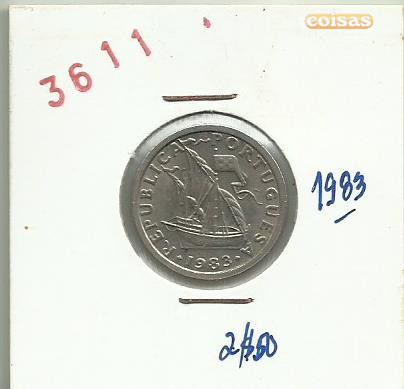 coisas
3611
REPUBLICA PORTUGUESA
1983
1983
2$50